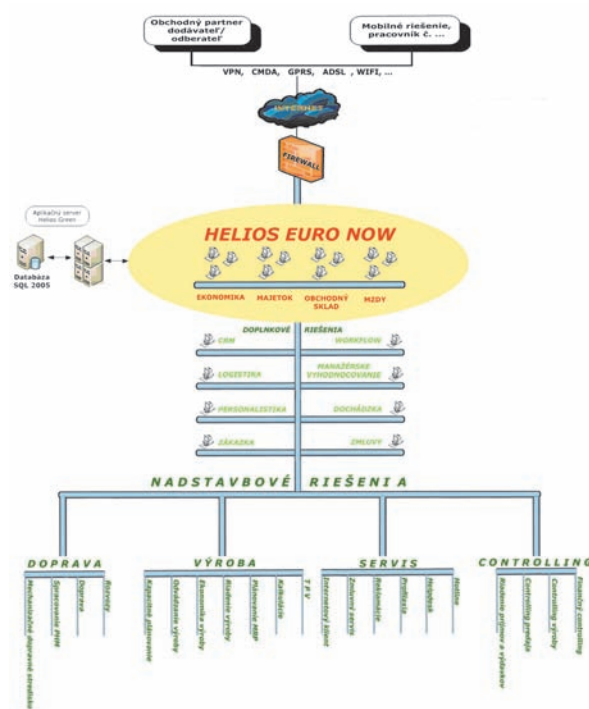 Obchodný partner
dodávateľ/
odberateľ
Mobilné riešenie,
pracovník č. ...
VPN, CMDA, GPRS, ADSL , WIFI, ...
INTERNET
FIREWALL
Aplikačný server
Helios Green
Databáza
SQL 2005
HELIOS EURO NOW
EKONOMIKA
MAJETOK
OBCHODNÝ
SKLAD
MZDY
DOPLNKOVÉ RIEŠENIA
CRM
WORKFLOW
LOGISTIKA
MANAŽÉRSKE
VYHODNOCOVANIE
PERSONALISTIKA
DOCHÁDZKA
ZÁKAZKA
ZMLUVY
NADSTAVBOVÉ RIEŠENIA
DOPRAVA
Mechanizačné dopravné stredisko
Spracovanie PHM
Doprava
Rozvozy
VÝROBA
Kapacitné plánovanie
Odvádzanie výroby
Ekonomika výroby
Riadenie výroby
Plánovanie MRP
Kalkulácie
TPV
SERVIS
Internetový klient
Zmluvný servis
Reklamácie
Profilaxia
Helpdesk
Hotline
CONTROLLING
Riadenie príjmov a výdavkov
Controlling predaja
Controlling výroby
Finančný controlling